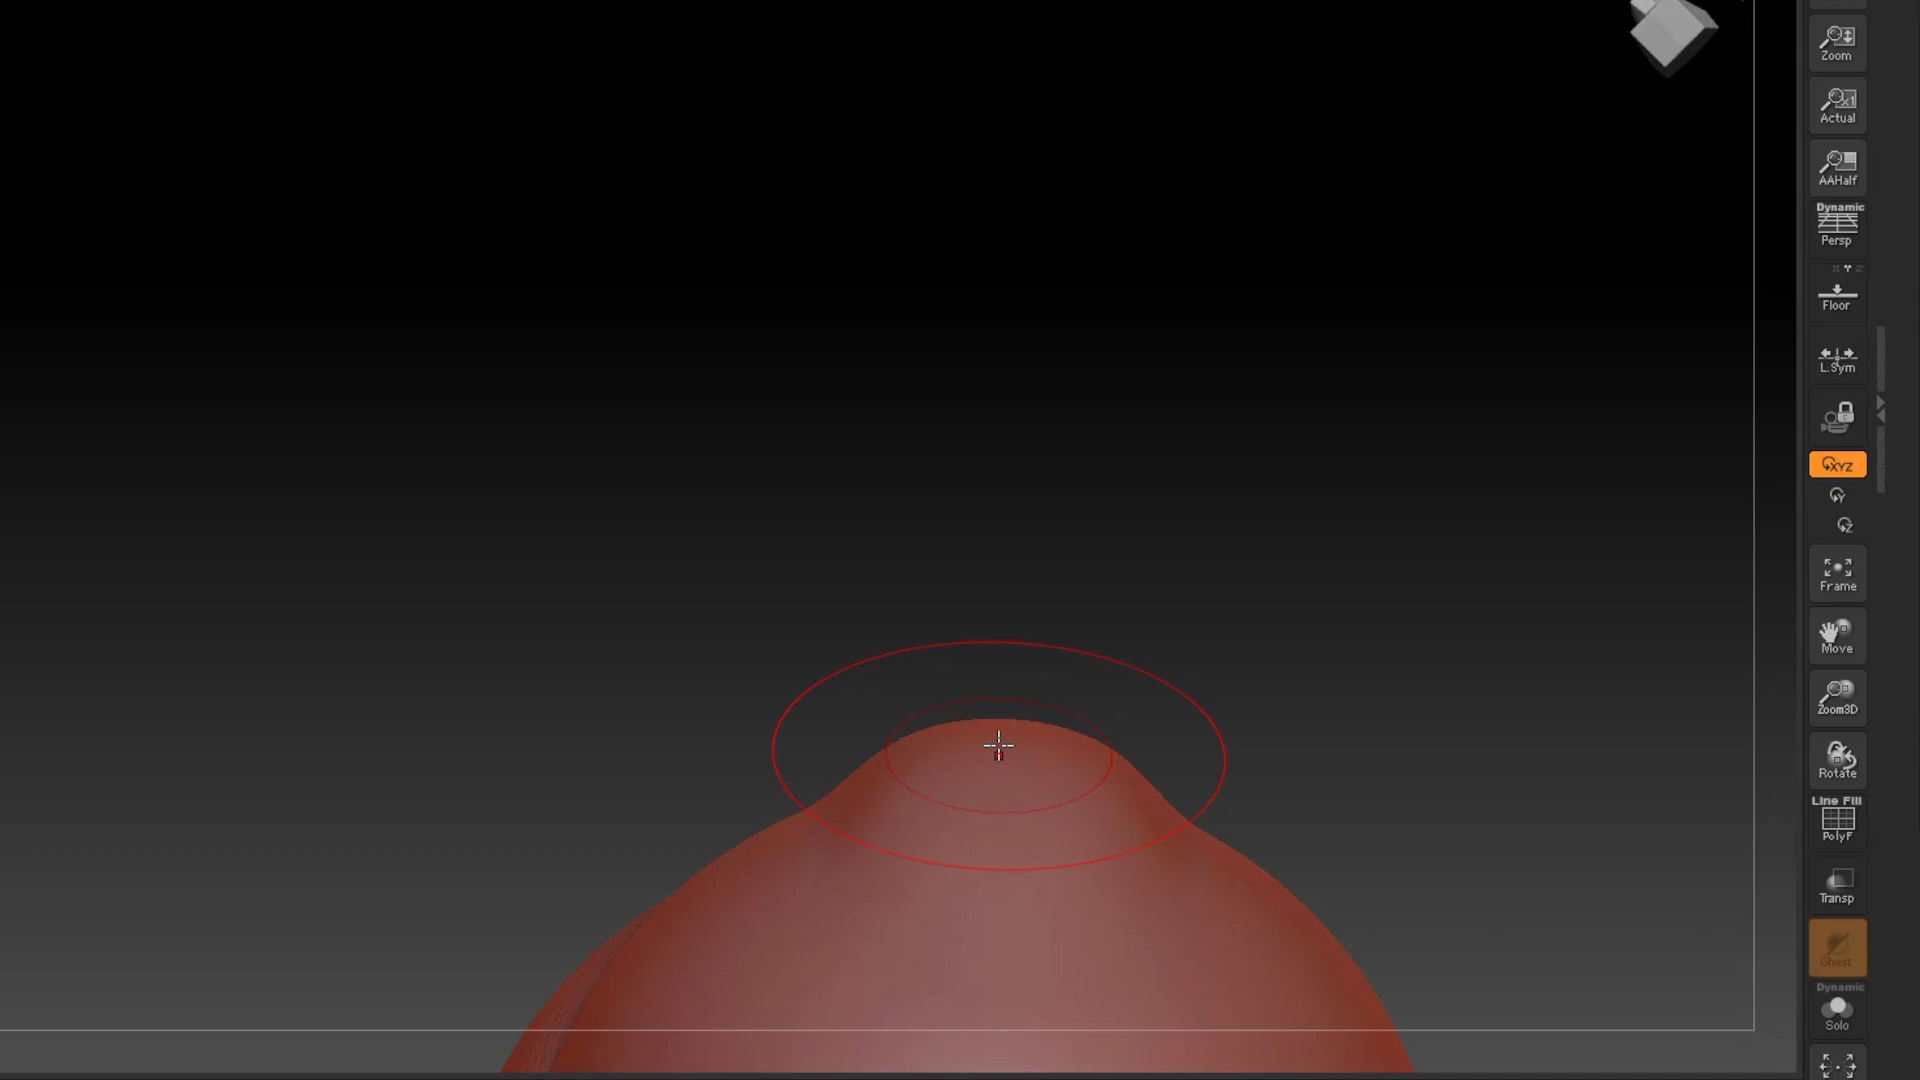 Zoom
x1
Actual
AAHalf
Dynamic
Persp
Y Z
Floor
L.Sym
XYZ
Y
Z
Frame
Move
Zoom3D
Rotate
Line Fill
PolyF
Transp
Ghost
Dynamic
Solo